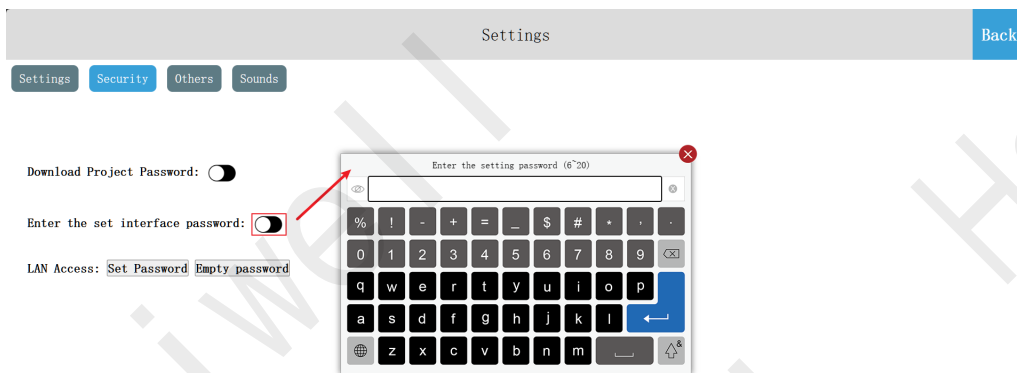 Settings
Back
Settings Security Others Sounds
Download Project Password:
Enter the setting password (6~20)
Enter the set interface password:
LAN Access: Set Password Empty password
% ! - + = _ $ # * , .
0 1 2 3 4 5 6 7 8 9
q w e r t y u i o p
a s d f g h j k l
z x c v b n m &